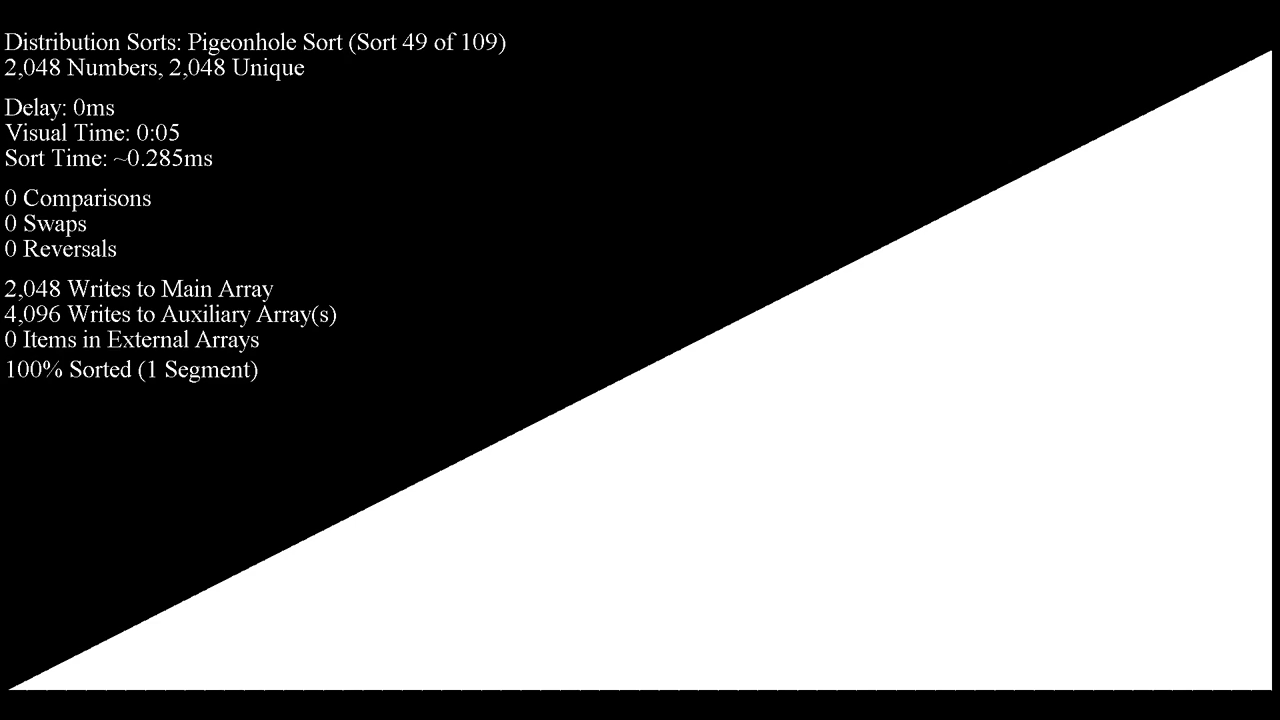 Distribution Sorts: Pigeonhole Sort (Sort 49 of 109)
2,048 Numbers, 2,048 Unique
Delay: 0ms
Visual Time: 0:05
Sort Time: ~0.285ms
0 Comparisons
0 Swaps
0 Reversals
2,048 Writes to Main Array
4,096 Writes to Auxiliary Array(s)
0 Items in External Arrays
100% Sorted (1 Segment)